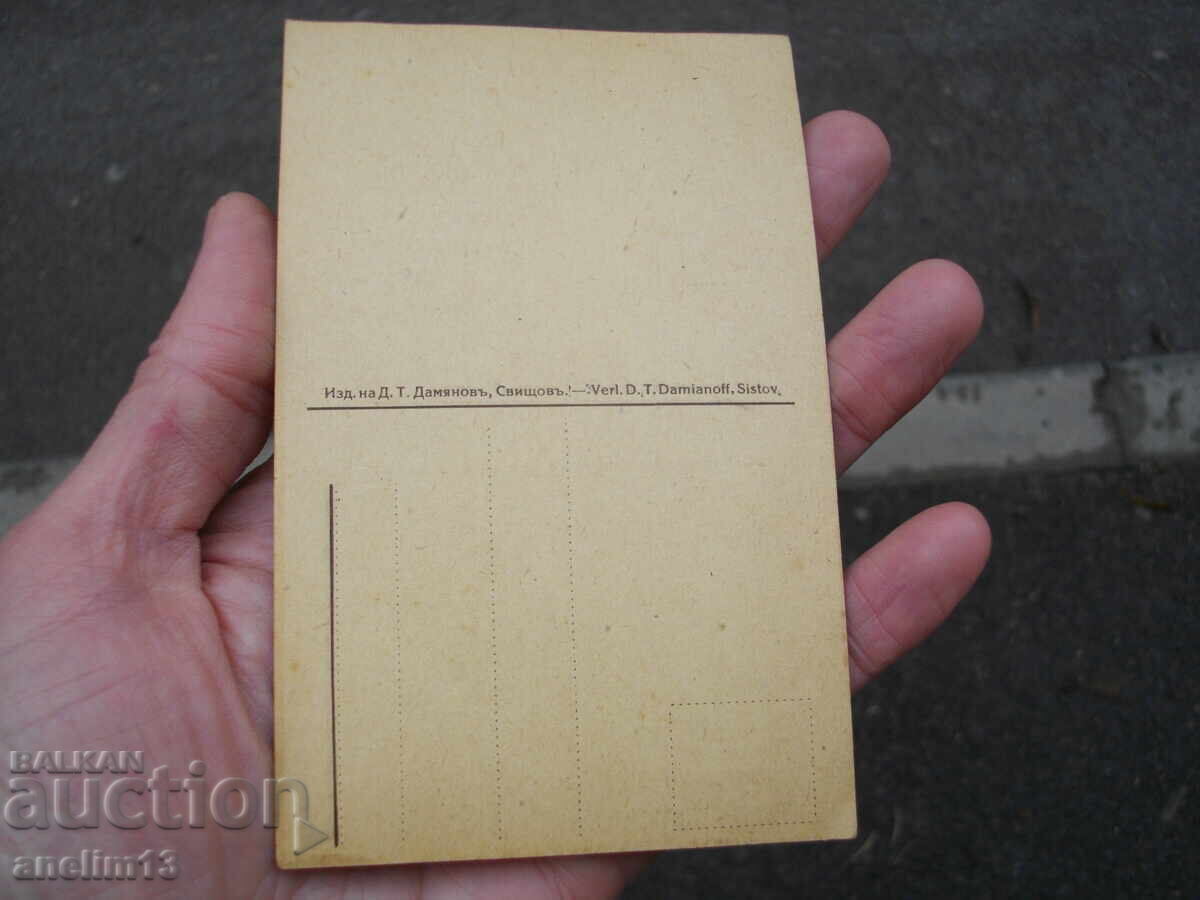 Изд. на Д. Т. Дамяновъ, Свищовъ. — Verl. D. T. Damianoff, Sistov.
BALKAN
auction
anelim13